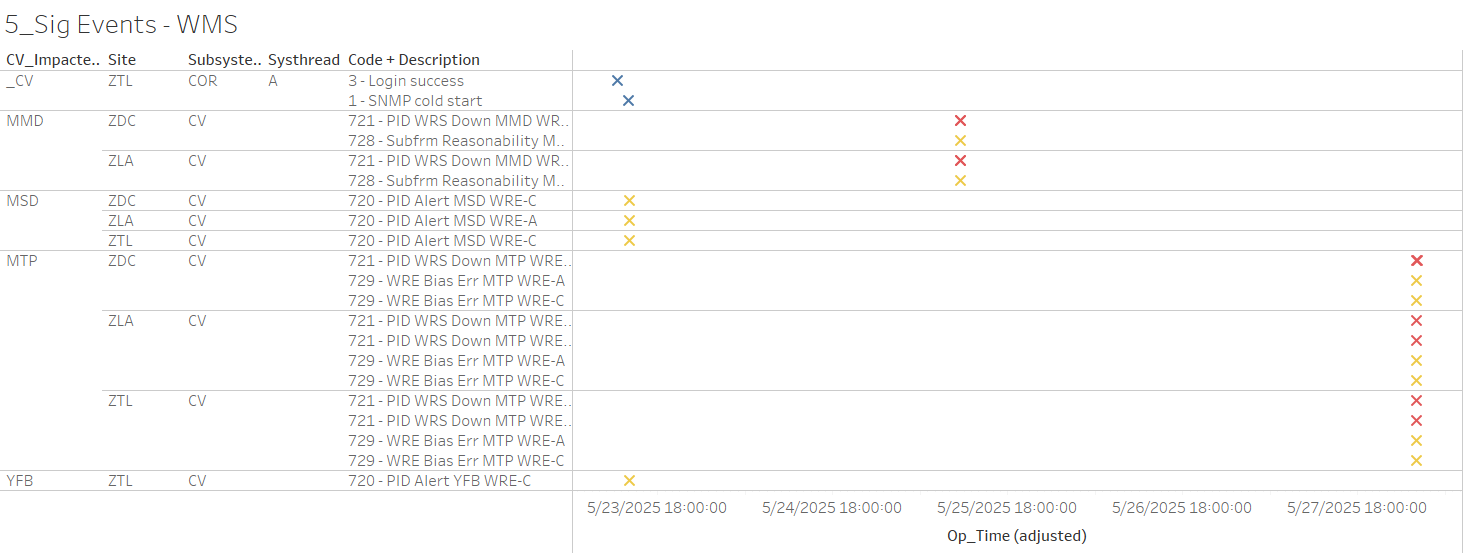 5_Sig Events - WMS
CV_Impacte.. Site Subsyste.. Systhread Code + Description
_CV ZTL COR A 3 - Login success
1 - SNMP cold start
MMD ZDC CV 721 - PID WRS Down MMD WR..
728 - Subfrm Reasonability M..
ZLA CV 721 - PID WRS Down MMD WR..
728 - Subfrm Reasonability M..
MSD ZDC CV 720 - PID Alert MSD WRE-C
ZLA CV 720 - PID Alert MSD WRE-A
ZTL CV 720 - PID Alert MSD WRE-C
MTP ZDC CV 721 - PID WRS Down MTP WRE..
729 - WRE Bias Err MTP WRE-A
729 - WRE Bias Err MTP WRE-C
ZLA CV 721 - PID WRS Down MTP WRE..
721 - PID WRS Down MTP WRE..
729 - WRE Bias Err MTP WRE-A
729 - WRE Bias Err MTP WRE-C
ZTL CV 721 - PID WRS Down MTP WRE..
721 - PID WRS Down MTP WRE..
729 - WRE Bias Err MTP WRE-A
729 - WRE Bias Err MTP WRE-C
YFB ZTL CV 720 - PID Alert YFB WRE-C
5/23/2025 18:00:00 5/24/2025 18:00:00 5/25/2025 18:00:00 5/26/2025 18:00:00 5/27/2025 18:00:00
Op_Time (adjusted)